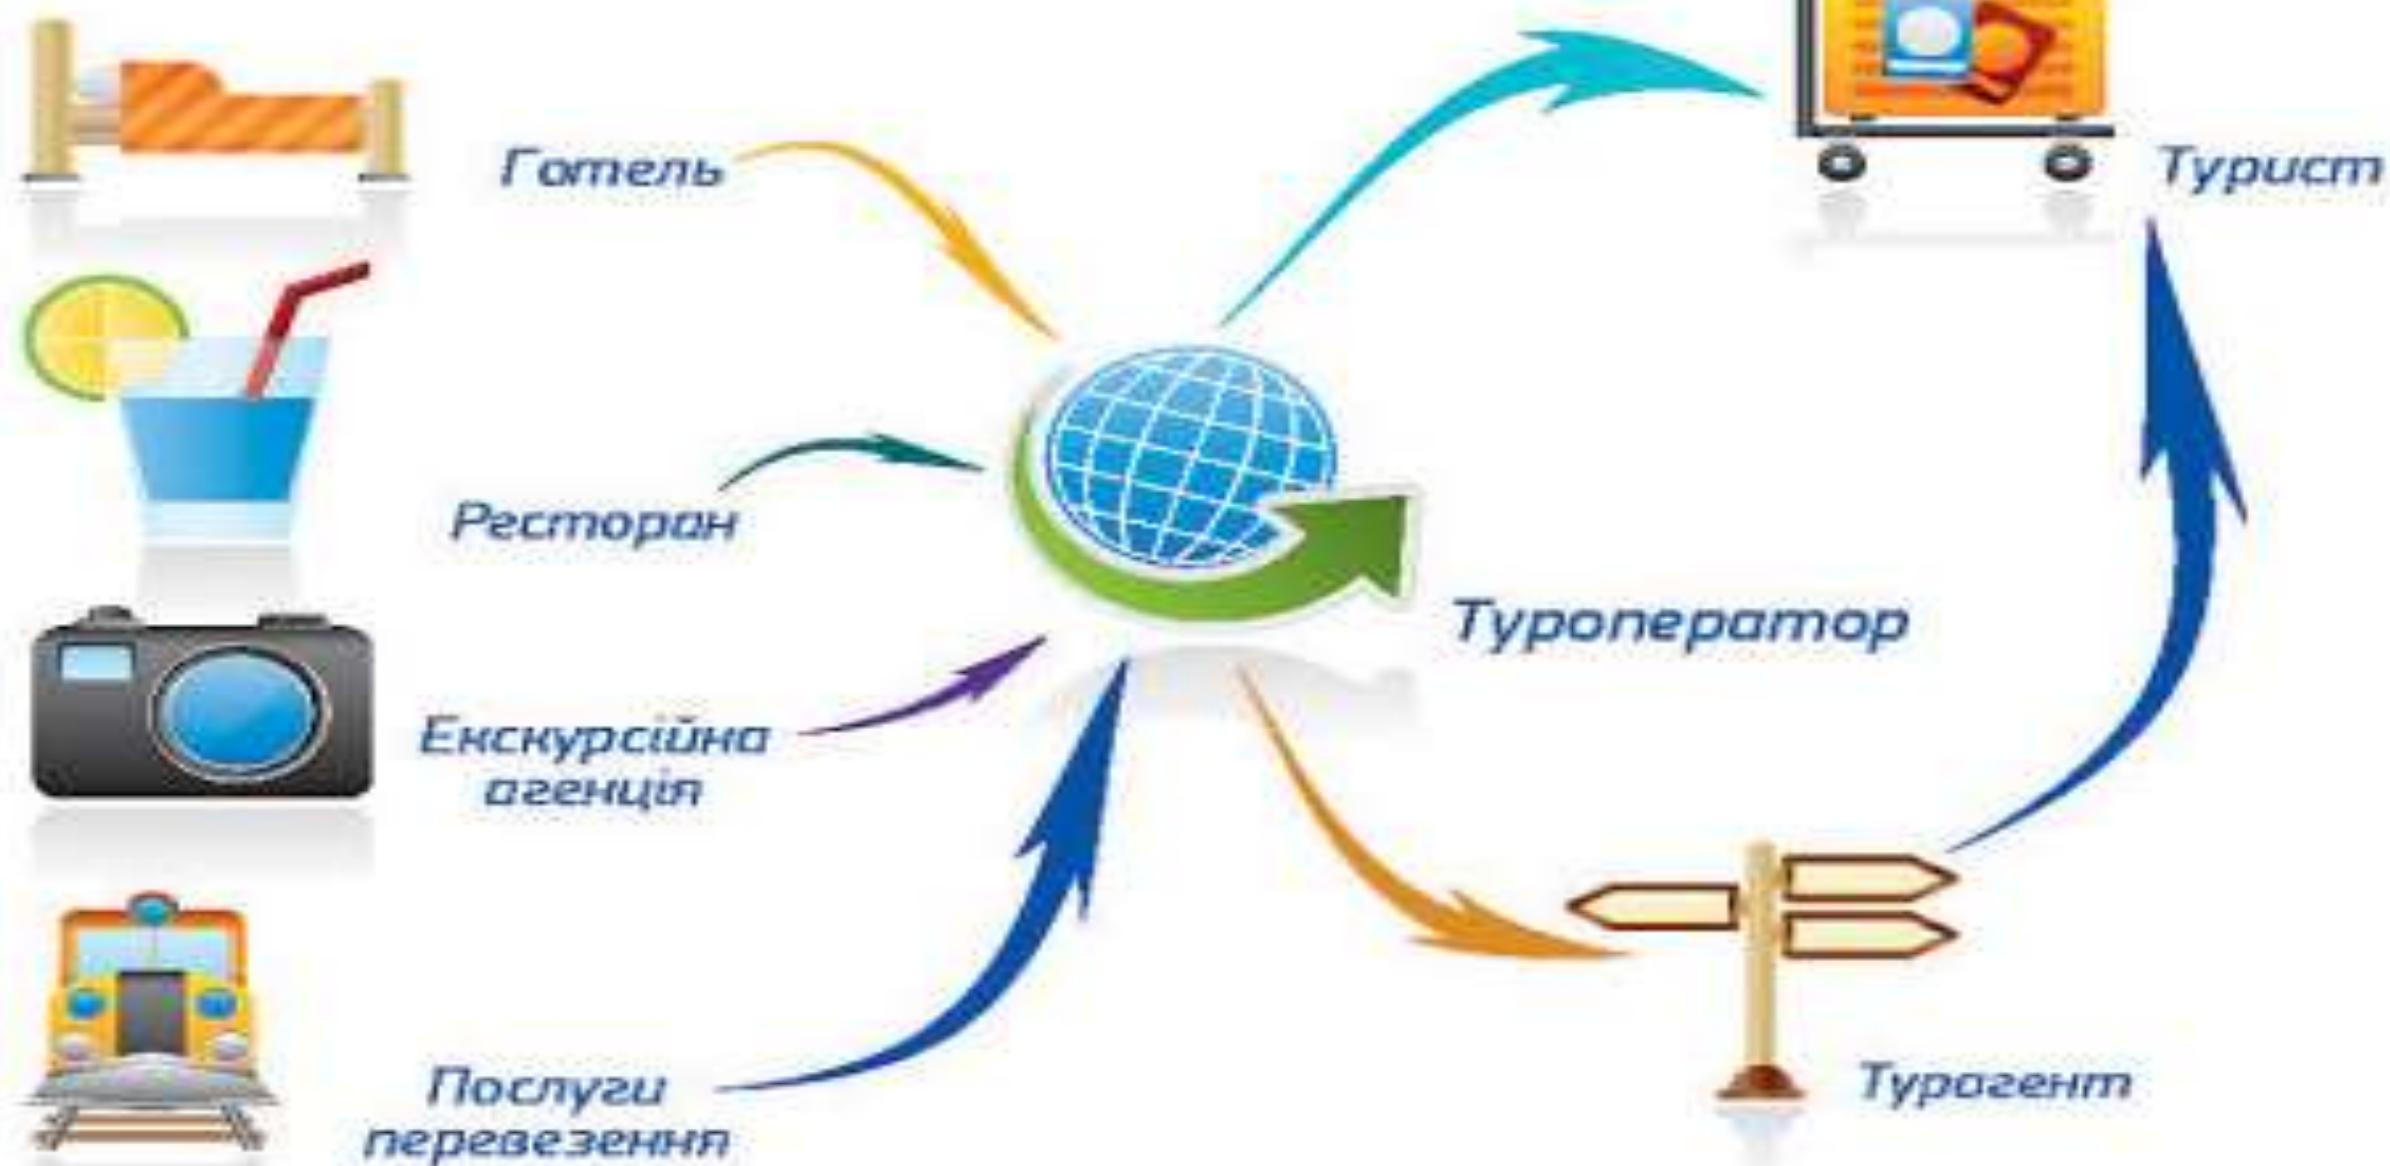 Готель
Турист
Ресторан
Туроператор
Екскурсійна
агенція
Послуги
перевезення
Турагент